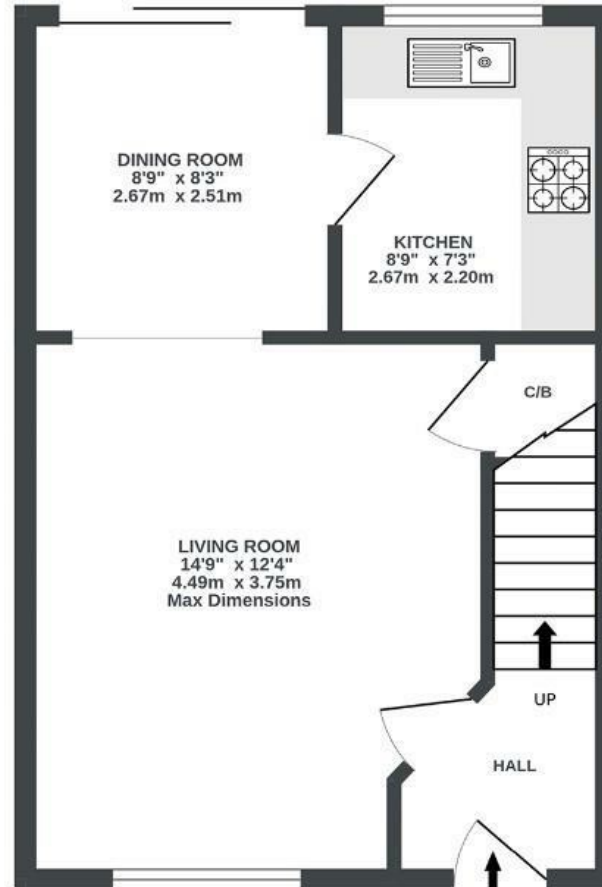 DINING ROOM
8'9" x 8'3"
2.67m x 2.51m
KITCHEN
8'9" x 7'3"
2.67m x 2.20m
C/B
LIVING ROOM
14'9" x 12'4"
4.49m x 3.75m
Max Dimensions
UP
HALL